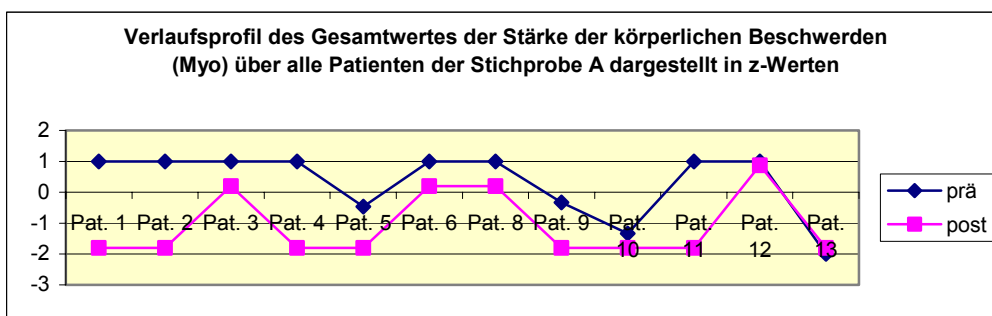 Verlaufsprofil des Gesamtwertes der Stärke der körperlichen Beschwerden
(Myo) über alle Patienten der Stichprobe A dargestellt in z-Werten
2
1
0
-1
-2
-3
Pat. 1 Pat. 2 Pat. 3 Pat. 4 Pat. 5 Pat. 6 Pat. 8 Pat. 9 Pat. Pat. Pat. Pat.
10 11 12 13
prä
post